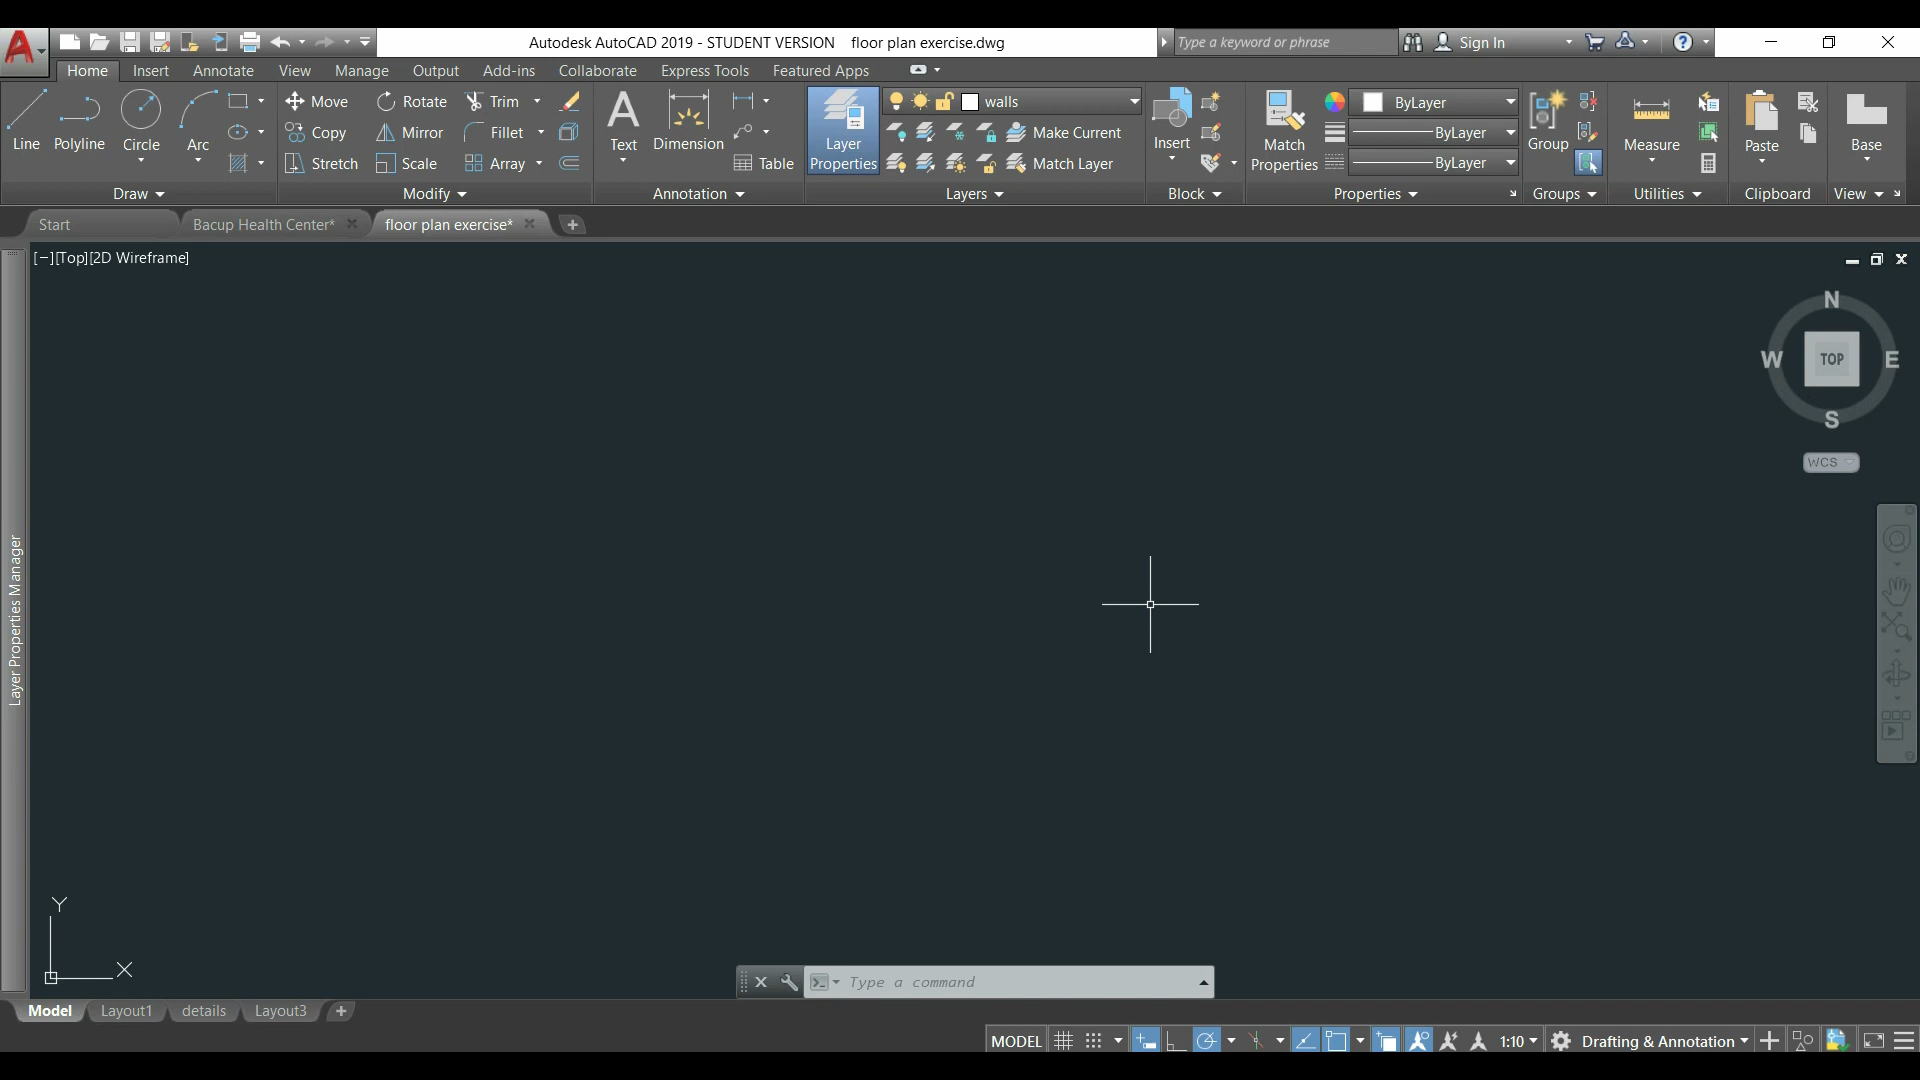 Autodesk AutoCAD 2019 - STUDENT VERSION floor plan exercise.dwg
Type a keyword or phrase
Sign In
Home Insert Annotate View Manage Output Add-ins Collaborate Express Tools Featured Apps
Line Polyline Circle Arc
Draw
Move Rotate Trim
Copy Mirror Fillet
Stretch Scale Array
Modify
Text Dimension Table
Annotation
Layer Properties
walls
Make Current
Match Layer
Layers
Insert
Block
Match Properties
ByLayer
ByLayer
ByLayer
Properties
Group
Groups
Measure
Utilities
Paste
Clipboard
Base
View
Start Bacup Health Center* floor plan exercise*
[−][Top][2D Wireframe]
N
W TOP E
S
WCS
Layer Properties Manager
Y
X
Type a command
Model Layout1 details Layout3
MODEL 1:10 Drafting & Annotation